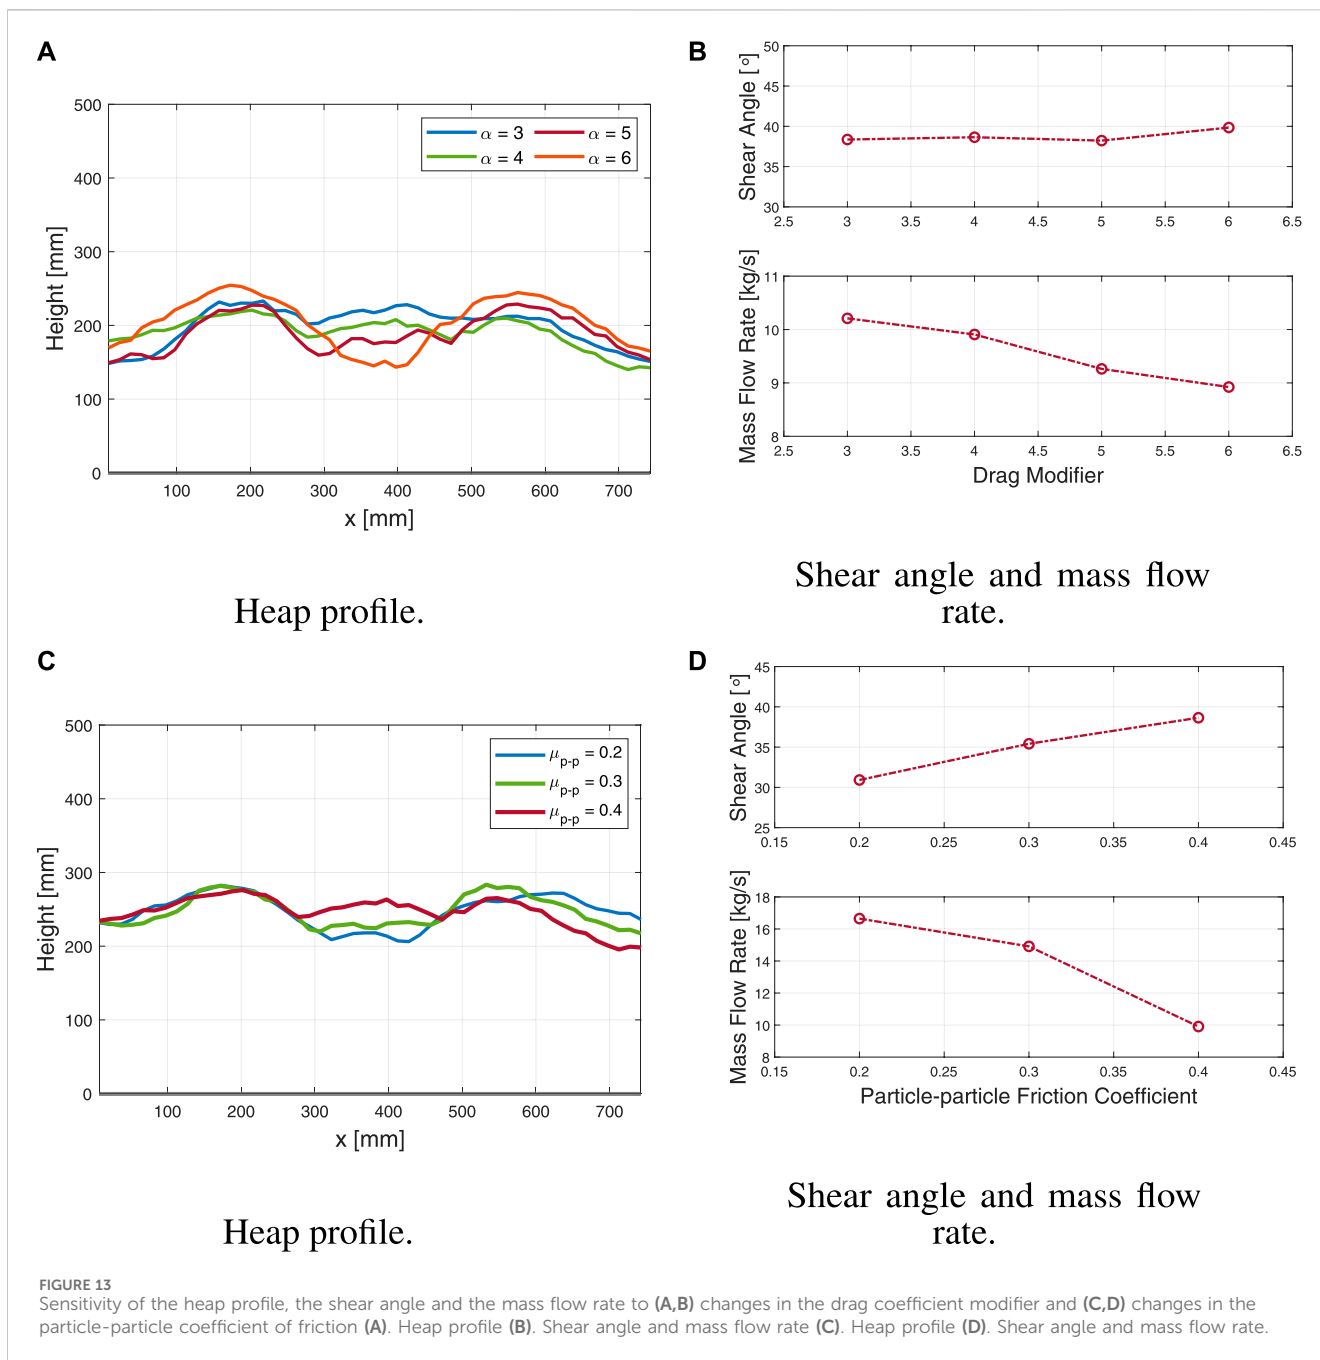 A
500
400
300
200
100
0
Height [mm]
α = 3
α = 5
α = 4
α = 6
100 200 300 400 500 600 700
x [mm]
Heap profile.
B
50
45
40
35
30
Shear Angle [°]
2.5 3 3.5 4 4.5 5 5.5 6 6.5
11
10
9
8
Mass Flow Rate [kg/s]
2.5 3 3.5 4 4.5 5 5.5 6 6.5
Drag Modifier
Shear angle and mass flow
rate.
C
500
400
300
200
100
0
Height [mm]
μp-p = 0.2
μp-p = 0.3
μp-p = 0.4
100 200 300 400 500 600 700
x [mm]
Heap profile.
D
45
40
35
30
25
Shear Angle [°]
0.15 0.2 0.25 0.3 0.35 0.4 0.45
18
16
14
12
10
8
Mass Flow Rate [kg/s]
0.15 0.2 0.25 0.3 0.35 0.4 0.45
Particle-particle Friction Coefficient
Shear angle and mass flow
rate.
FIGURE 13
Sensitivity of the heap profile, the shear angle and the mass flow rate to (A,B) changes in the drag coefficient modifier and (C,D) changes in the
particle-particle coefficient of friction (A). Heap profile (B). Shear angle and mass flow rate (C). Heap profile (D). Shear angle and mass flow rate.